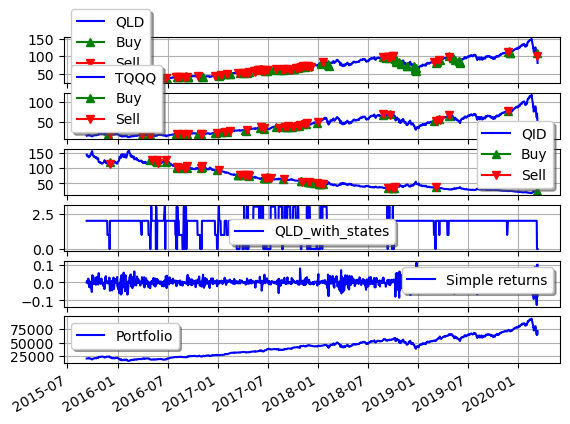 QLD
Buy
Sell
150
100
50
TQQQ
Buy
Sell
100
50
QID
Buy
Sell
150
100
50
2.5
0.0
QLD_with_states
0.1
0.0
−0.1
Simple returns
75000
50000
25000
Portfolio
2015-07
2016-01
2016-07
2017-01
2017-07
2018-01
2018-07
2019-01
2019-07
2020-01